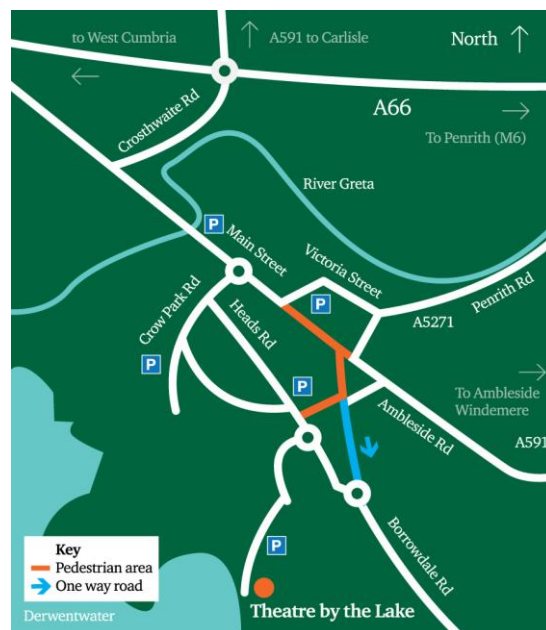 to West Cumbria
A591 to Carlisle
North
A66
To Penrith (M6)
Crosthwaite Rd
River Greta
P
Main Street
Victoria Street
P
Penrith Rd
A5271
Crow Park Rd
Heads Rd
P
P
To Ambleside
Windemere
Ambleside Rd
A591
P
Borrowdale Rd
Key
Pedestrian area
One way road
Theatre by the Lake
Derwentwater